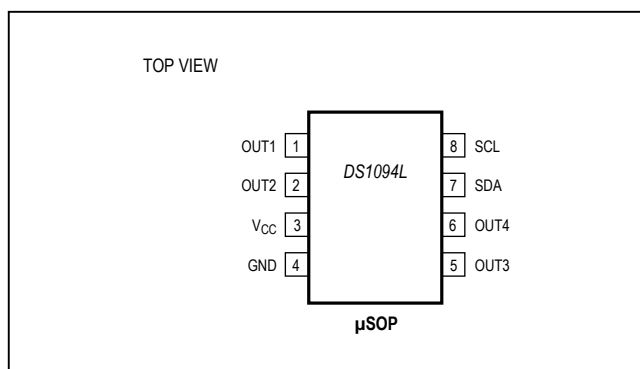 TOP VIEW
OUT1 1 DS1094L 8 SCL
OUT2 2 7 SDA
VCC 3 6 OUT4
GND 4 5 OUT3
µSOP